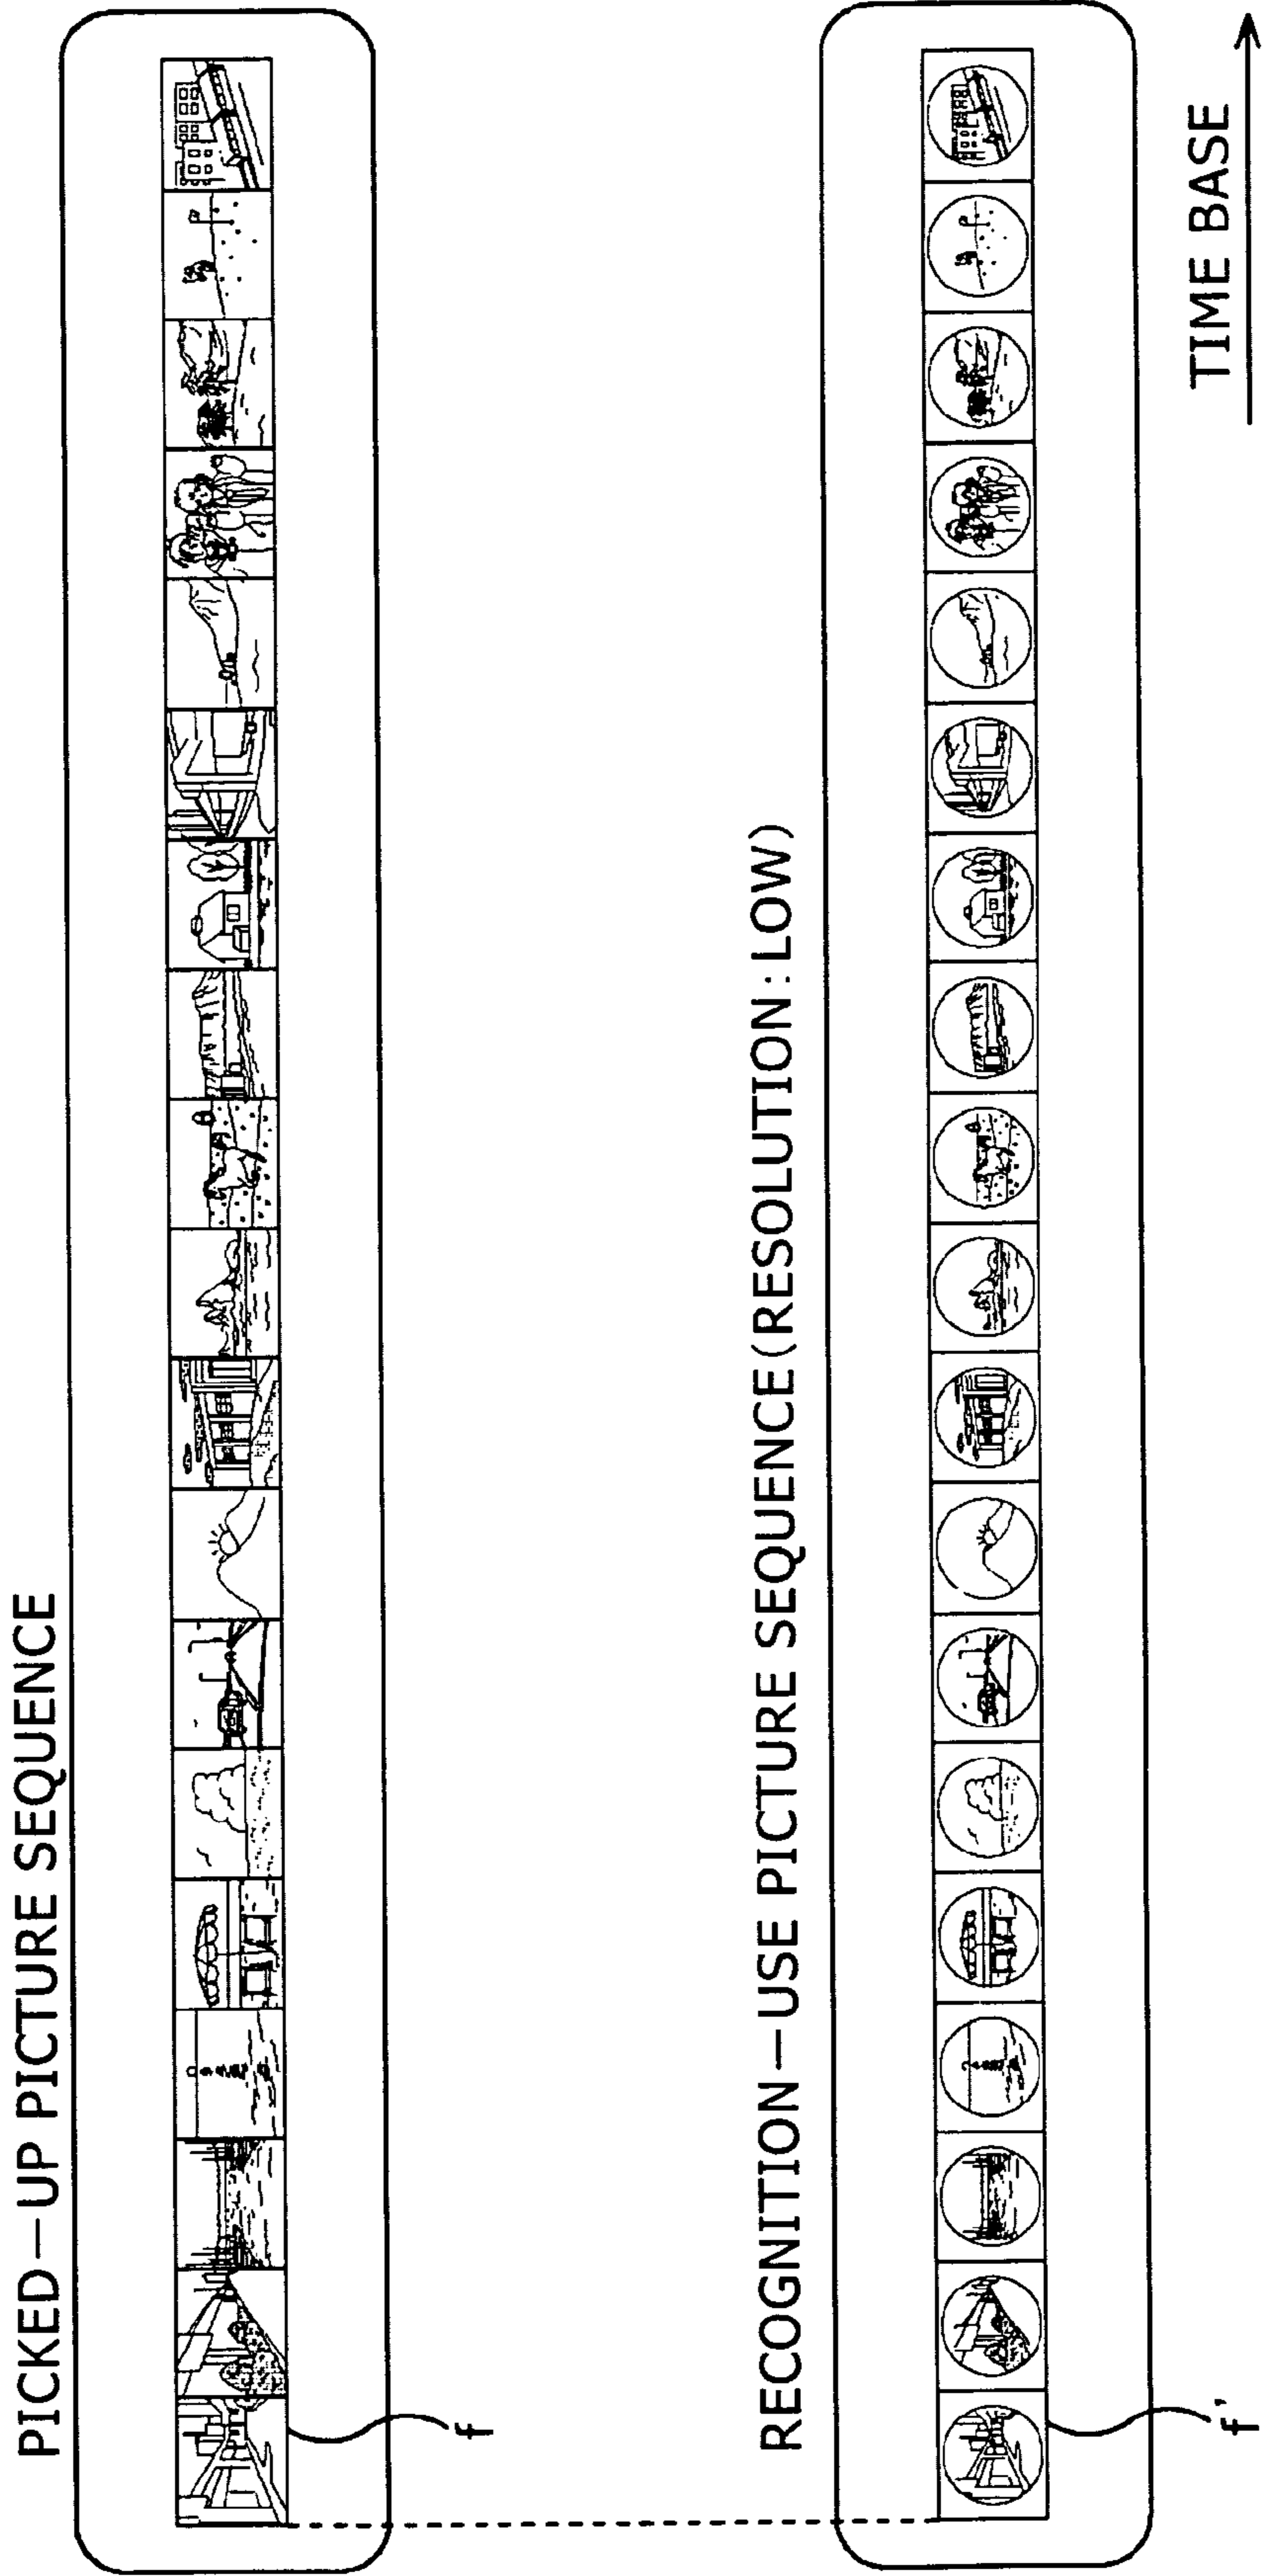 PICKED—UP PICTURE SEQUENCE
f
RECOGNITION—USE PICTURE SEQUENCE(RESOLUTION:LOW)
f'
TIME BASE